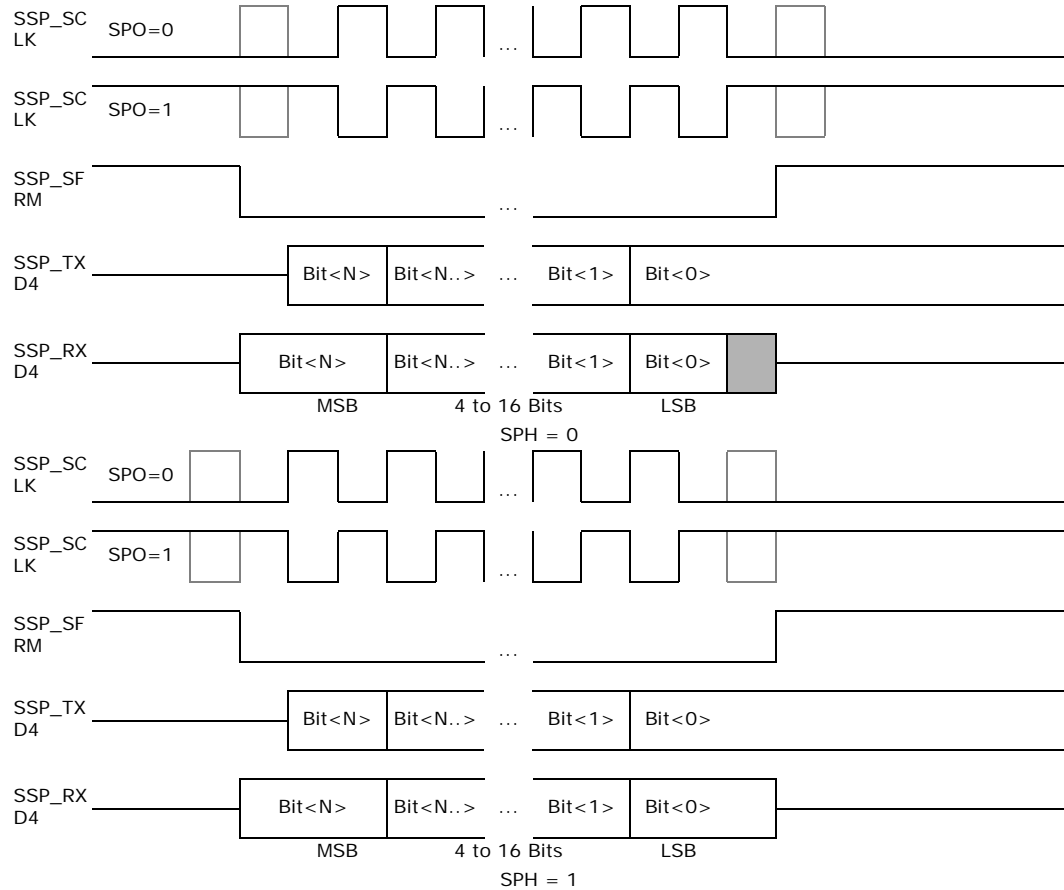 SSP_SC
LK
SPO=0
...
SSP_SC
LK
SPO=1
...
SSP_SF
RM
...
SSP_TX
D4
Bit<N>
Bit<N..>
...
Bit<1>
Bit<0>
SSP_RX
D4
Bit<N>
Bit<N..>
...
Bit<1>
Bit<0>
MSB
4 to 16 Bits
LSB
SPH = 0
SSP_SC
LK
SPO=0
...
SSP_SC
LK
SPO=1
...
SSP_SF
RM
...
SSP_TX
D4
Bit<N>
Bit<N..>
...
Bit<1>
Bit<0>
SSP_RX
D4
Bit<N>
Bit<N..>
...
Bit<1>
Bit<0>
MSB
4 to 16 Bits
LSB
SPH = 1